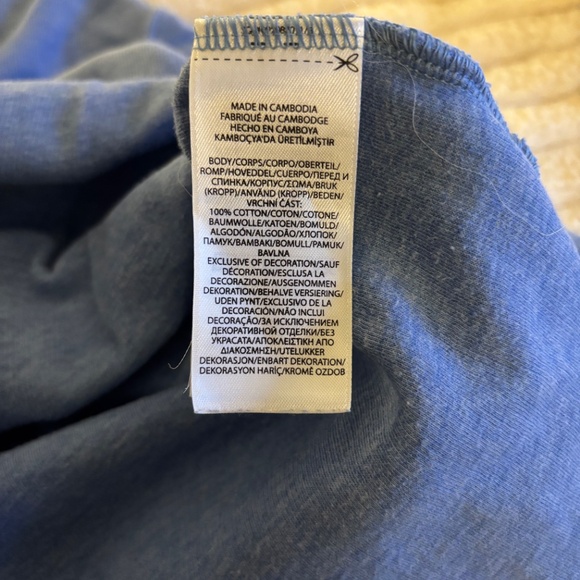 MADE IN CAMBODIA
FABRIQUÉ AU CAMBODGE
HECHO EN CAMBOYA
KAMBOÇYA'DA ÜRETİLMİŞTİR
BODY/CORPS/CORPO/OBERTEIL/
ROMP/HOVEDDEL/CUERPO/ПЕРЕД И
СПИНКА/КОРПУС/ΣΩΜΑ/BRUK
(KROPP)/ANVÄND (KROPP)/BEDEN/
VRCHNÍ ČÁST:
100% COTTON/COTON/COTONE/
BAUMWOLLE/KATOEN/BOMULD/
ALGODÓN/ALGODÃO/ХЛОПОК/
ПАМУК/ΒΑΜΒΑΚΙ/BOMULL/PAMUK/
BAVLNA
EXCLUSIVE OF DECORATION/SAUF
DÉCORATION/ESCLUSA LA
DECORAZIONE/AUSGENOMMEN
DEKORATION/BEHALVE VERSIERING/
UDEN PYNT/EXCLUSIVO DE LA
DECORACIÓN/NÃO INCLUI
DECORAÇÃO/ЗА ИСКЛЮЧЕНИЕМ
ДЕКОРАТИВНОЙ ОТДЕЛКИ/БЕЗ
УКРАСАТА/ΑΠΟΚΛΕΙΣΤΙΚΗ ΑΠΟ
ΔΙΑΚΟΣΜΗΣΗ/UTELUKKER
DEKORASJON/ENBART DEKORATION/
DEKORASYON HARİÇ/KROMĚ OZDOB